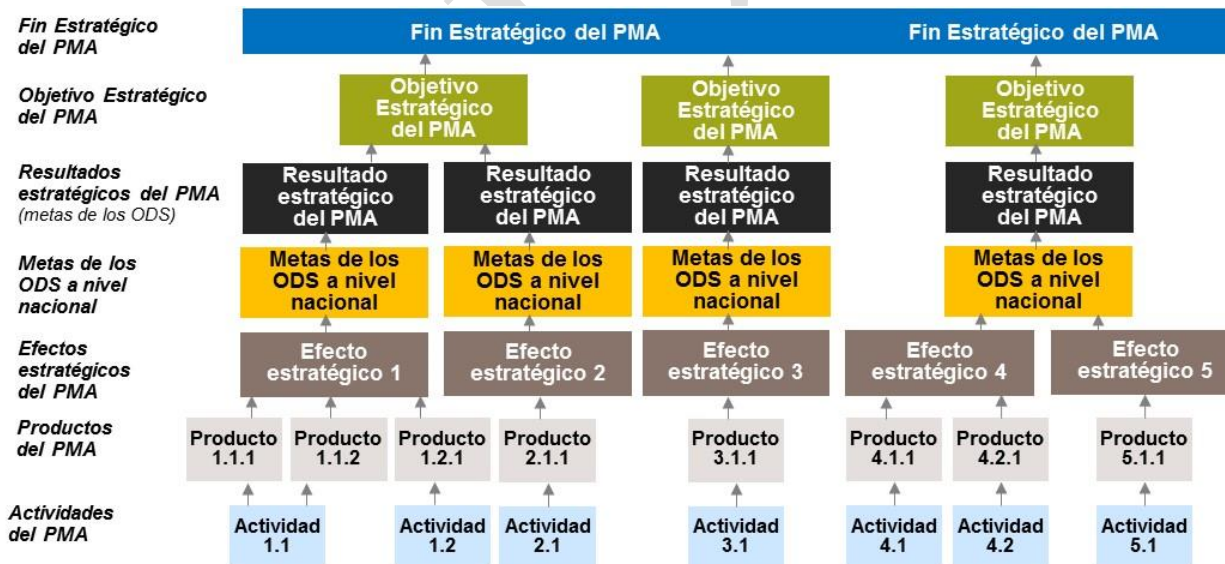 Fin Estratégico
del PMA
Fin Estratégico del PMA
Fin Estratégico del PMA
Objetivo Estratégico
del PMA
Objetivo
Estratégico
del PMA
Objetivo
Estratégico
del PMA
Objetivo
Estratégico
del PMA
Resultados
estratégicos del PMA
(metas de los ODS)
Resultado
estratégico
del PMA
Resultado
estratégico
del PMA
Resultado
estratégico
del PMA
Resultado
estratégico
del PMA
Metas de los
ODS a nivel
nacional
Metas de los
ODS a nivel
nacional
Metas de los
ODS a nivel
nacional
Metas de los
ODS a nivel
nacional
Metas de los
ODS a nivel
nacional
Efectos
estratégicos
del PMA
Efecto
estratégico 1
Efecto
estratégico 2
Efecto
estratégico 3
Efecto
estratégico 4
Efecto
estratégico 5
Productos
del PMA
Producto
1.1.1
Producto
1.1.2
Producto
1.2.1
Producto
2.1.1
Producto
3.1.1
Producto
4.1.1
Producto
4.2.1
Producto
5.1.1
Actividades
del PMA
Actividad
1.1
Actividad
1.2
Actividad
2.1
Actividad
3.1
Actividad
4.1
Actividad
4.2
Actividad
5.1